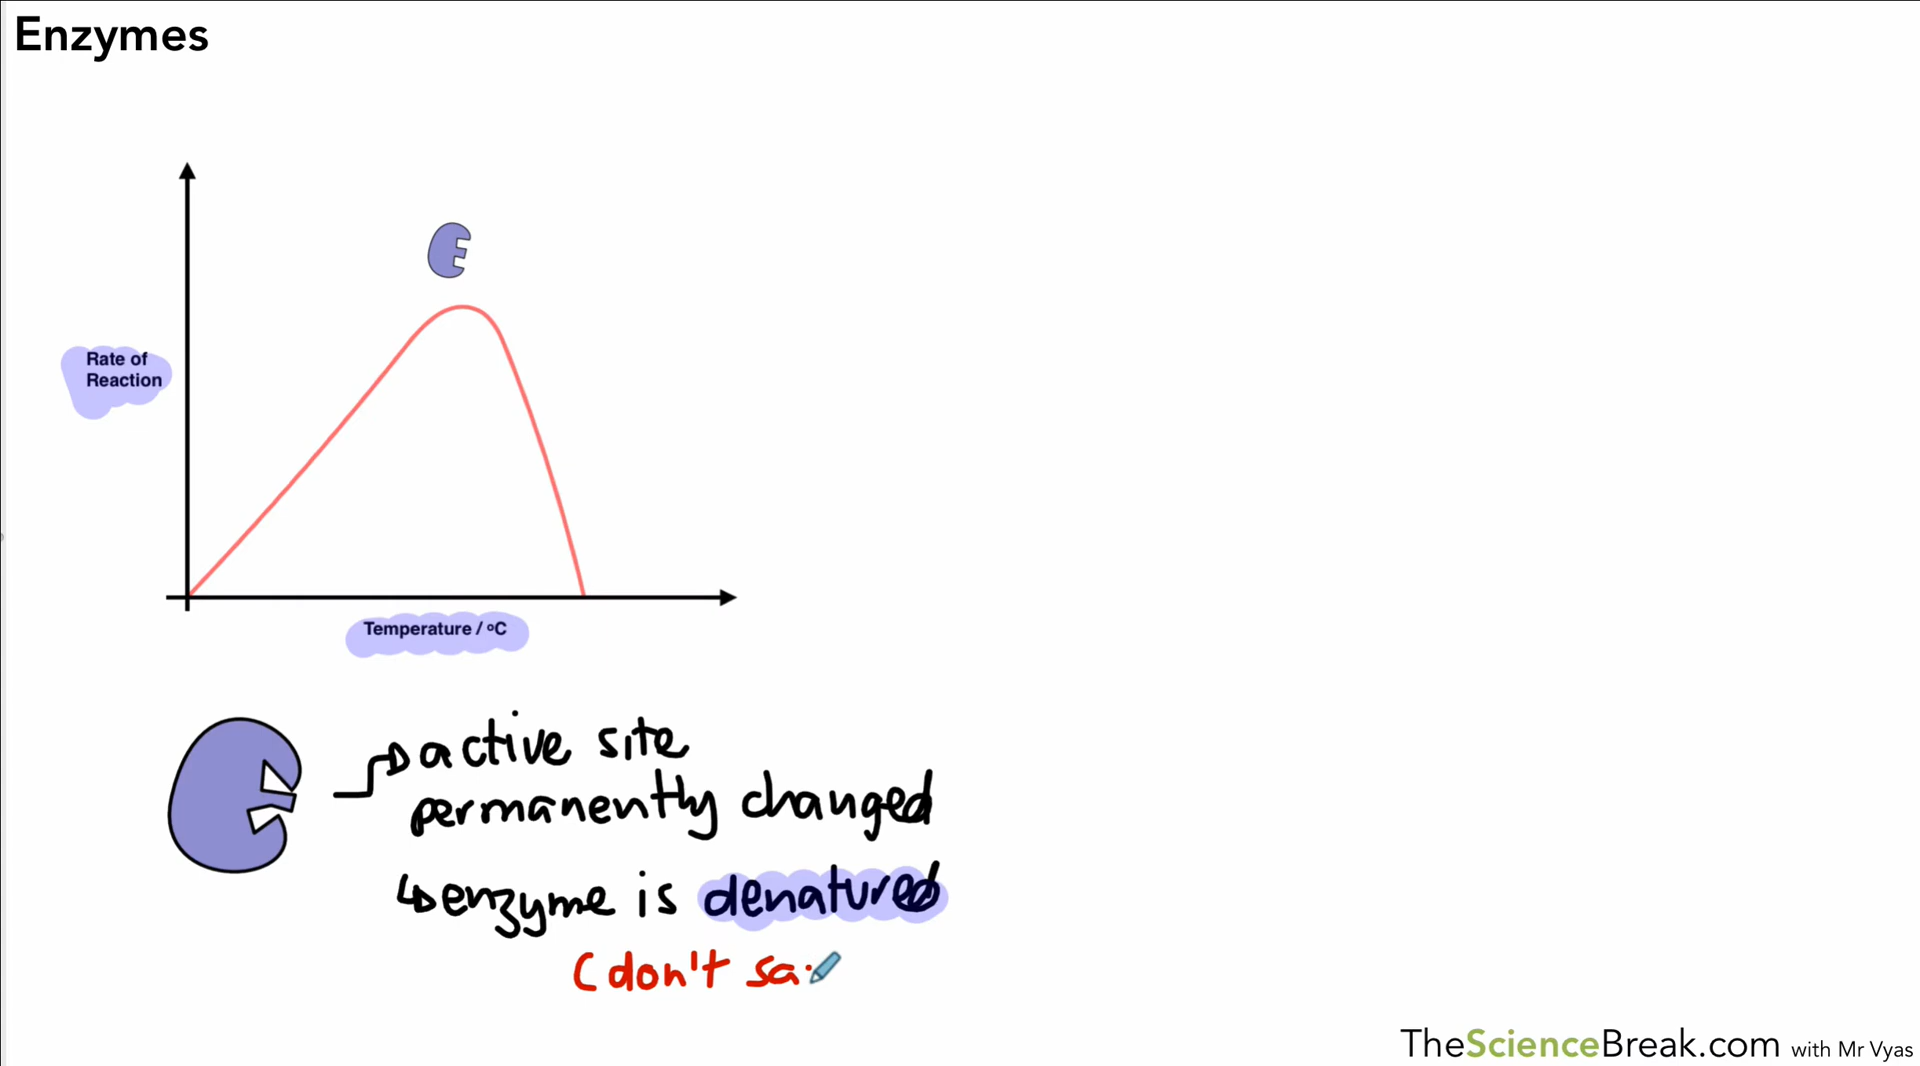 Enzymes
Rate of
Reaction
Temperature / °C
active site
permanently changed
enzyme is denatured
(don't sa
TheScienceBreak.com with Mr Vyas